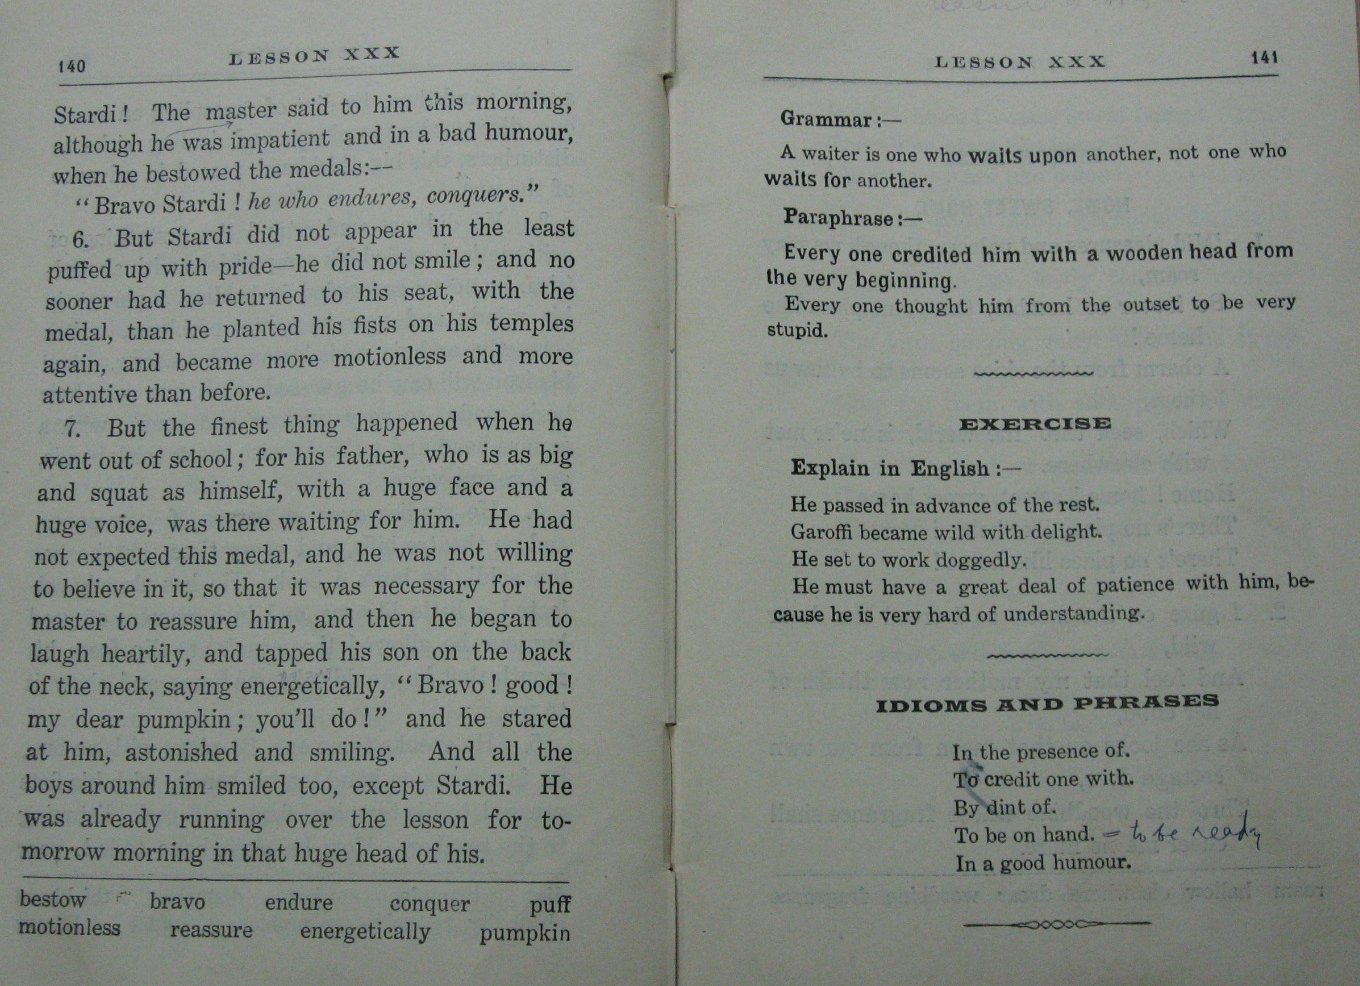 140 LESSON XXX
Stardi! The master said to him this morning,
although he was impatient and in a bad humour,
when he bestowed the medals:—
"Bravo Stardi! he who endures, conquers."
6. But Stardi did not appear in the least
puffed up with pride—he did not smile; and no
sooner had he returned to his seat, with the
medal, than he planted his fists on his temples
again, and became more motionless and more
attentive than before.
7. But the finest thing happened when he
went out of school; for his father, who is as big
and squat as himself, with a huge face and a
huge voice, was there waiting for him. He had
not expected this medal, and he was not willing
to believe in it, so that it was necessary for the
master to reassure him, and then he began to
laugh heartily, and tapped his son on the back
of the neck, saying energetically, "Bravo! good!
my dear pumpkin; you'll do!" and he stared
at him, astonished and smiling. And all the
boys around him smiled too, except Stardi. He
was already running over the lesson for to-
morrow morning in that huge head of his.
bestow bravo endure conquer puff
motionless reassure energetically pumpkin
LESSON XXX 141
Grammar:—
A waiter is one who waits upon another, not one who
waits for another.
Paraphrase:—
Every one credited him with a wooden head from
the very beginning.
Every one thought him from the outset to be very
stupid.
EXERCISE
Explain in English:—
He passed in advance of the rest.
Garoffi became wild with delight.
He set to work doggedly.
He must have a great deal of patience with him, be-
cause he is very hard of understanding.
IDIOMS AND PHRASES
In the presence of.
To credit one with.
By dint of.
To be on hand. = to be ready
In a good humour.